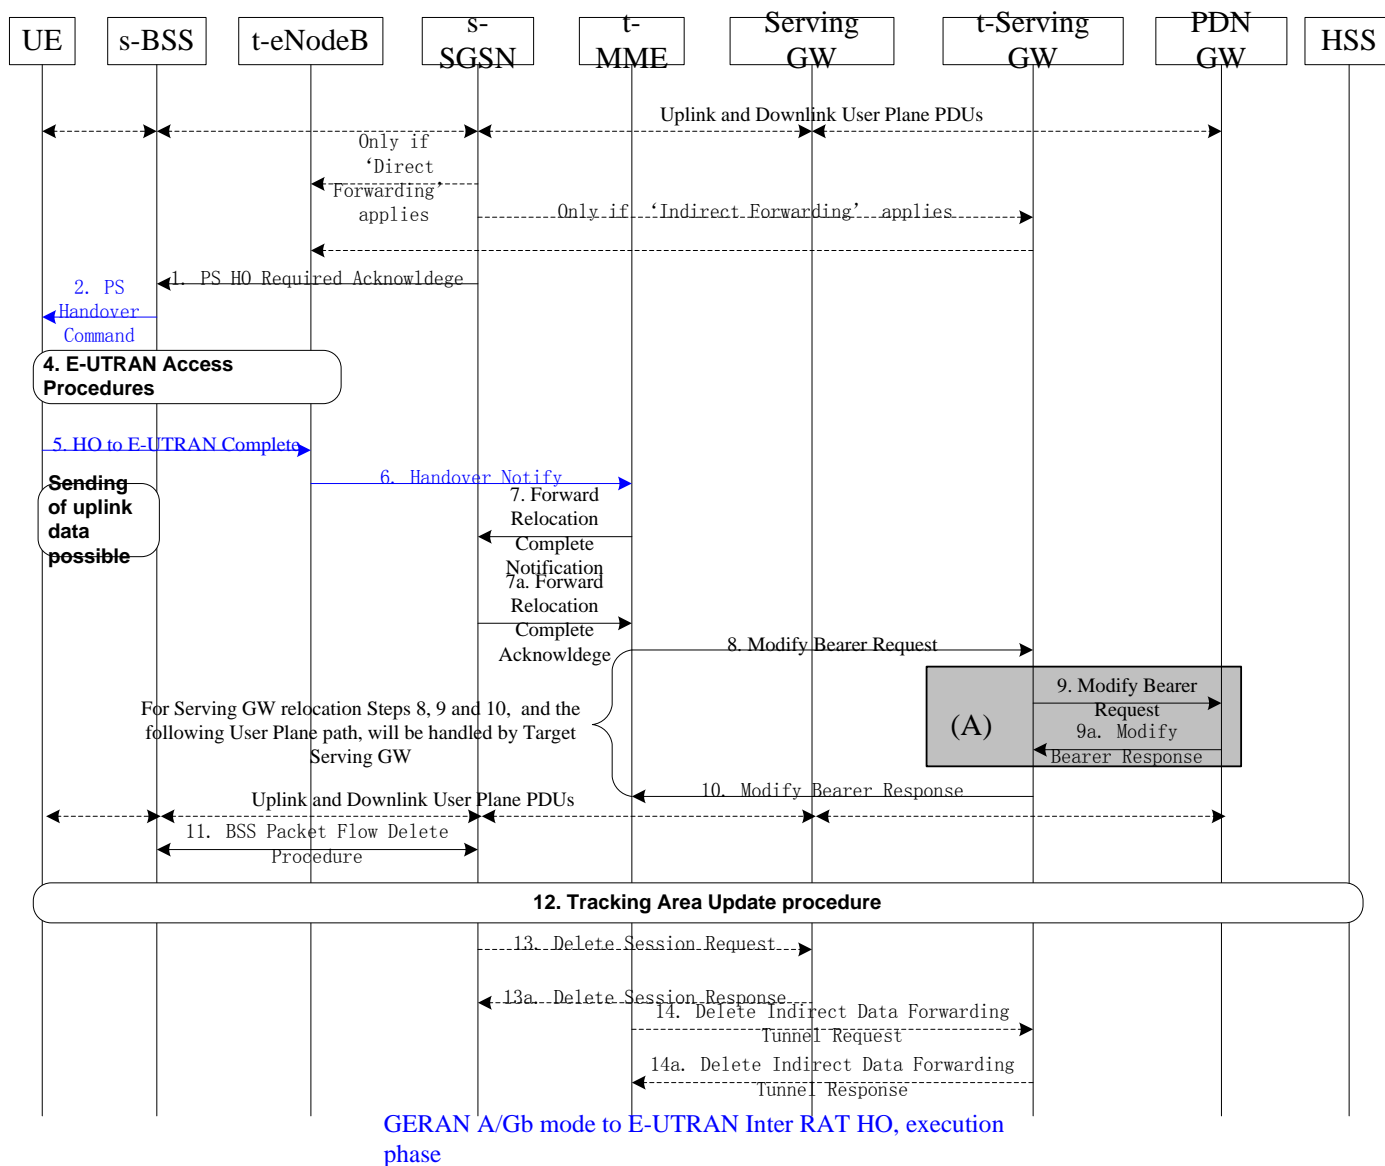 UE
s-BSS
t-eNodeB
s-
SGSN
t-
MME
Serving
GW
t-Serving
GW
PDN
GW
HSS
Uplink and Downlink User Plane PDUs
Only if
‘Direct
Forwarding’
applies
Only if ‘Indirect Forwarding’ applies
1. PS HO Required Acknowldege
2. PS
Handover
Command
4. E-UTRAN Access
Procedures
5. HO to E-UTRAN Complete
6. Handover Notify
Sending
of uplink
data
possible
7. Forward
Relocation
Complete
Notification
7a. Forward
Relocation
Complete
Acknowldege
8. Modify Bearer Request
9. Modify Bearer
Request
(A)
9a. Modify
Bearer Response
For Serving GW relocation Steps 8, 9 and 10, and the
following User Plane path, will be handled by Target
Serving GW
10. Modify Bearer Response
Uplink and Downlink User Plane PDUs
11. BSS Packet Flow Delete
Procedure
12. Tracking Area Update procedure
13. Delete Session Request
13a. Delete Session Response
14. Delete Indirect Data Forwarding
Tunnel Request
14a. Delete Indirect Data Forwarding
Tunnel Response
GERAN A/Gb mode to E-UTRAN Inter RAT HO, execution
phase